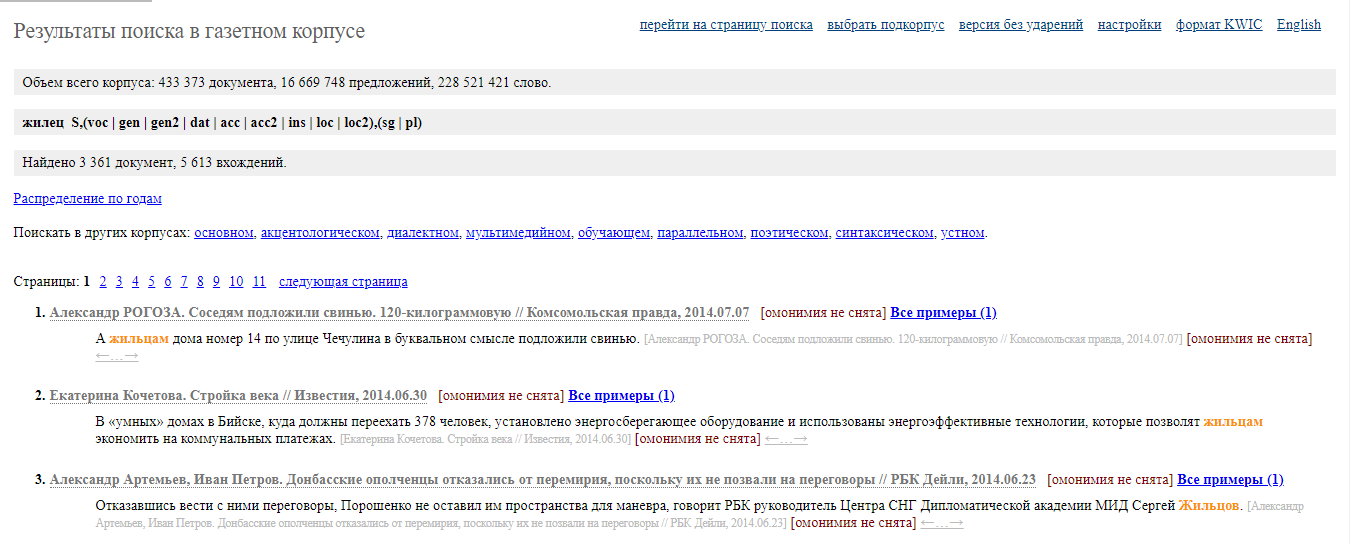 Результаты поиска в газетном корпусе
перейти на страницу поиска выбрать подкорпус версия без ударений настройки формат KWIC English
Объем всего корпуса: 433 373 документа, 16 669 748 предложений, 228 521 421 слово.
жилец S,(voc | gen | gen2 | dat | acc | acc2 | ins | loc | loc2),(sg | pl)
Найдено 3 361 документ, 5 613 вхождений.
Распределение по годам
Поискать в других корпусах: основном, акцентологическом, диалектном, мультимедийном, обучающем, параллельном, поэтическом, синтаксическом, устном.
Страницы: 1 2 3 4 5 6 7 8 9 10 11 следующая страница
1. Александр РОГОЗА. Соседям подложили свинью. 120-килограммовую // Комсомольская правда, 2014.07.07 [омонимия не снята] Все примеры (1)
А жильцам дома номер 14 по улице Чечулина в буквальном смысле подложили свинью. [Александр РОГОЗА. Соседям подложили свинью. 120-килограммовую // Комсомольская правда, 2014.07.07] [омонимия не снята]
←…→
2. Екатерина Кочетова. Стройка века // Известия, 2014.06.30 [омонимия не снята] Все примеры (1)
В «умных» домах в Бийске, куда должны переехать 378 человек, установлено энергосберегающее оборудование и использованы энергоэффективные технологии, которые позволят жильцам
экономить на коммунальных платежах. [Екатерина Кочетова. Стройка века // Известия, 2014.06.30] [омонимия не снята] ←…→
3. Александр Артемьев, Иван Петров. Донбасские ополченцы отказались от перемирия, поскольку их не позвали на переговоры // РБК Дейли, 2014.06.23 [омонимия не снята] Все примеры (1)
Отказавшись вести с ними переговоры, Порошенко не оставил им пространства для маневра, говорит РБК руководитель Центра СНГ Дипломатической академии МИД Сергей Жильцов. [Александр
Артемьев, Иван Петров. Донбасские ополченцы отказались от перемирия, поскольку их не позвали на переговоры // РБК Дейли, 2014.06.23] [омонимия не снята] ←…→